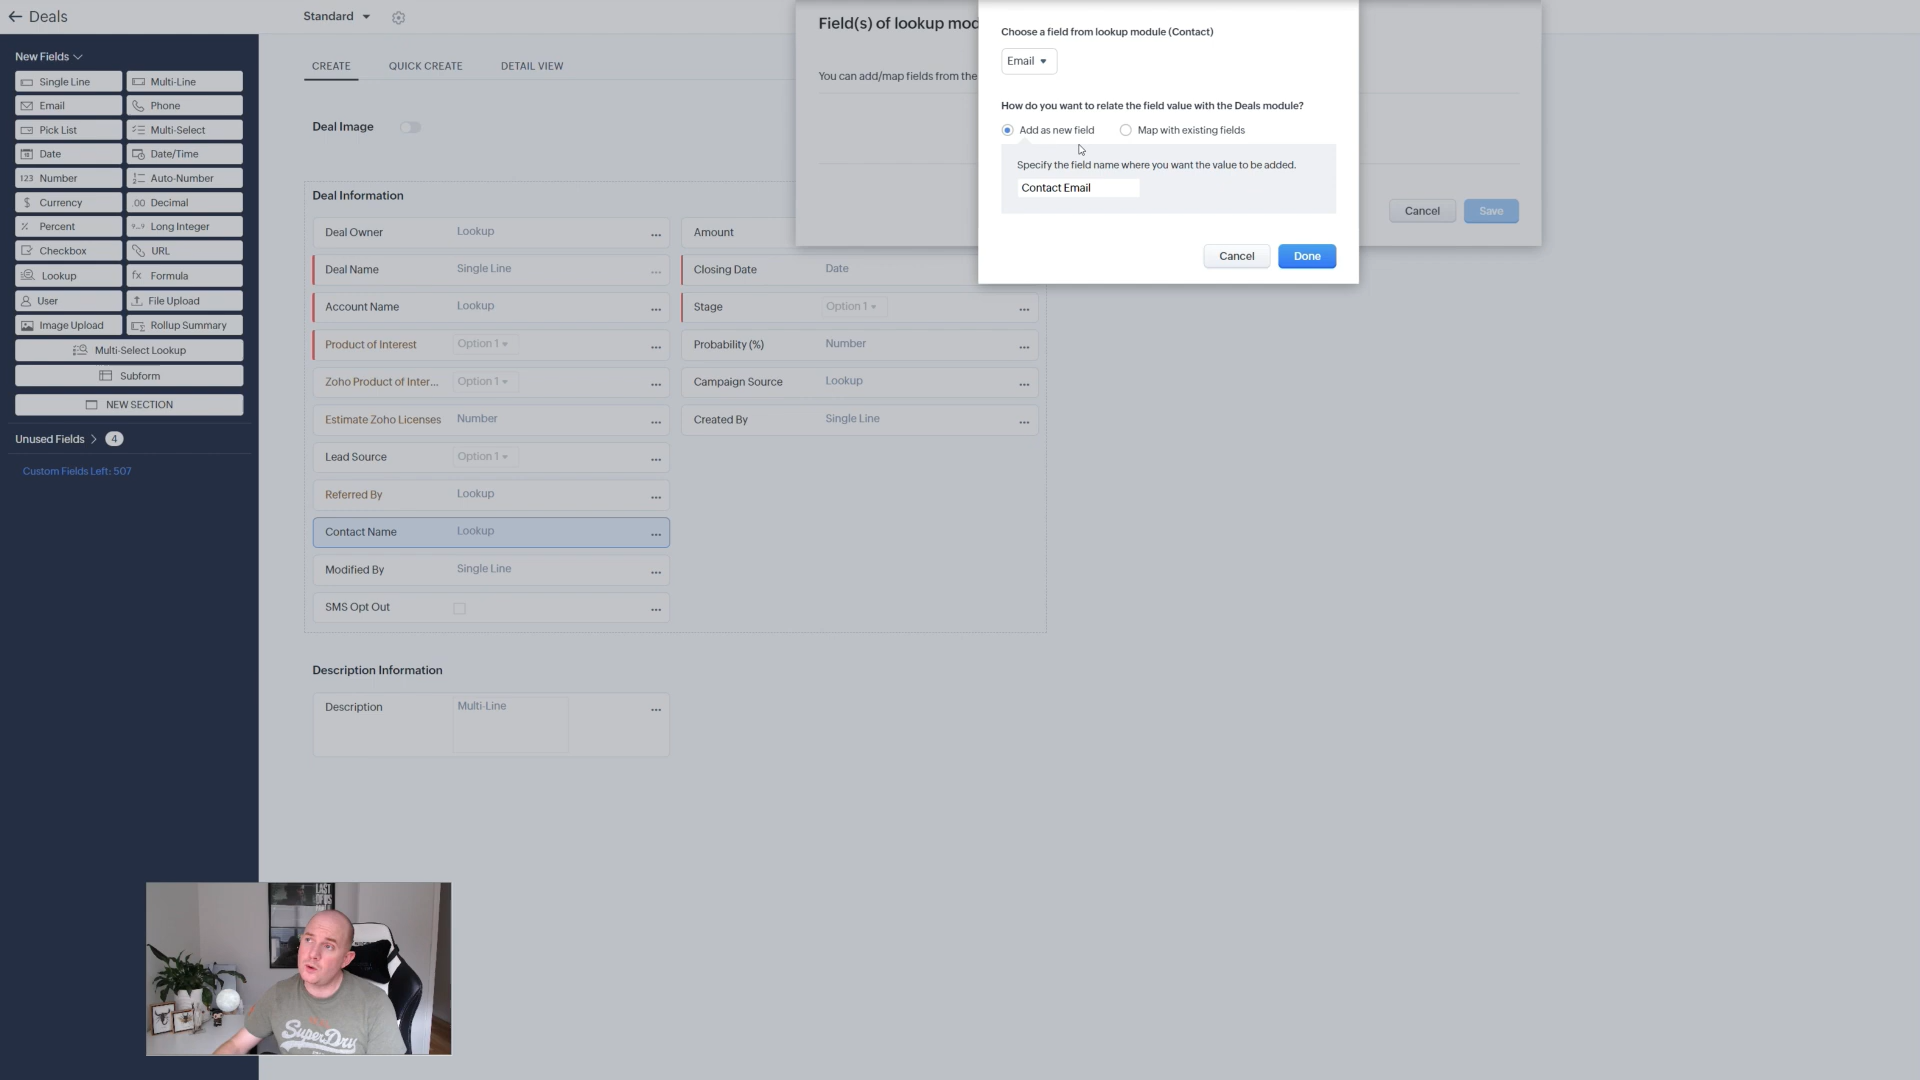 Deals
Standard
New Fields
Single Line
Multi-Line
Email
Phone
Pick List
Multi-Select
Date
Date/Time
123 Number
Auto-Number
$ Currency
.00 Decimal
% Percent
Long Integer
Checkbox
URL
Lookup
fx Formula
User
File Upload
Image Upload
Rollup Summary
Multi-Select Lookup
Subform
NEW SECTION
Unused Fields 4
Custom Fields Left: 507
CREATE
QUICK CREATE
DETAIL VIEW
Deal Image
Deal Information
Deal Owner Lookup ...
Deal Name Single Line ...
Account Name Lookup ...
Product of Interest Option 1 ...
Zoho Product of Inter... Option 1 ...
Estimate Zoho Licenses Number ...
Lead Source Option 1 ...
Referred By Lookup ...
Contact Name Lookup ...
Modified By Single Line ...
SMS Opt Out ...
Amount
Closing Date Date
Stage Option 1 ...
Probability (%) Number ...
Campaign Source Lookup ...
Created By Single Line ...
Description Information
Description Multi-Line ...
Field(s) of lookup mod
You can add/map fields from the
Cancel
Save
Choose a field from lookup module (Contact)
Email
How do you want to relate the field value with the Deals module?
Add as new field
Map with existing fields
Specify the field name where you want the value to be added.
Contact Email
Cancel
Done
LAST
OF US
SuperDry